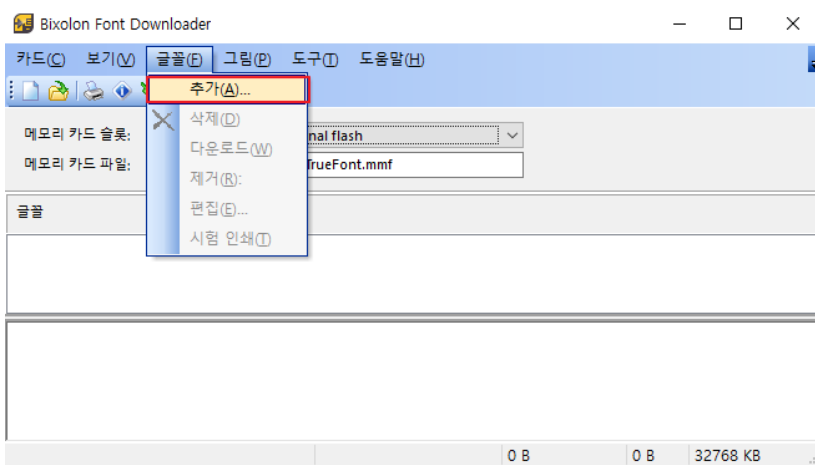 Bixolon Font Downloader
카드(C) 보기(V) 글꼴(F) 그림(P) 도구(T) 도움말(H)
추가(A)...
삭제(D)
메모리 카드 슬롯: nal flash
다운로드(W)
메모리 카드 파일: TrueFont.mmf
제거(R):
글꼴
편집(E)...
시험 인쇄(T)
0 B 0 B 32768 KB